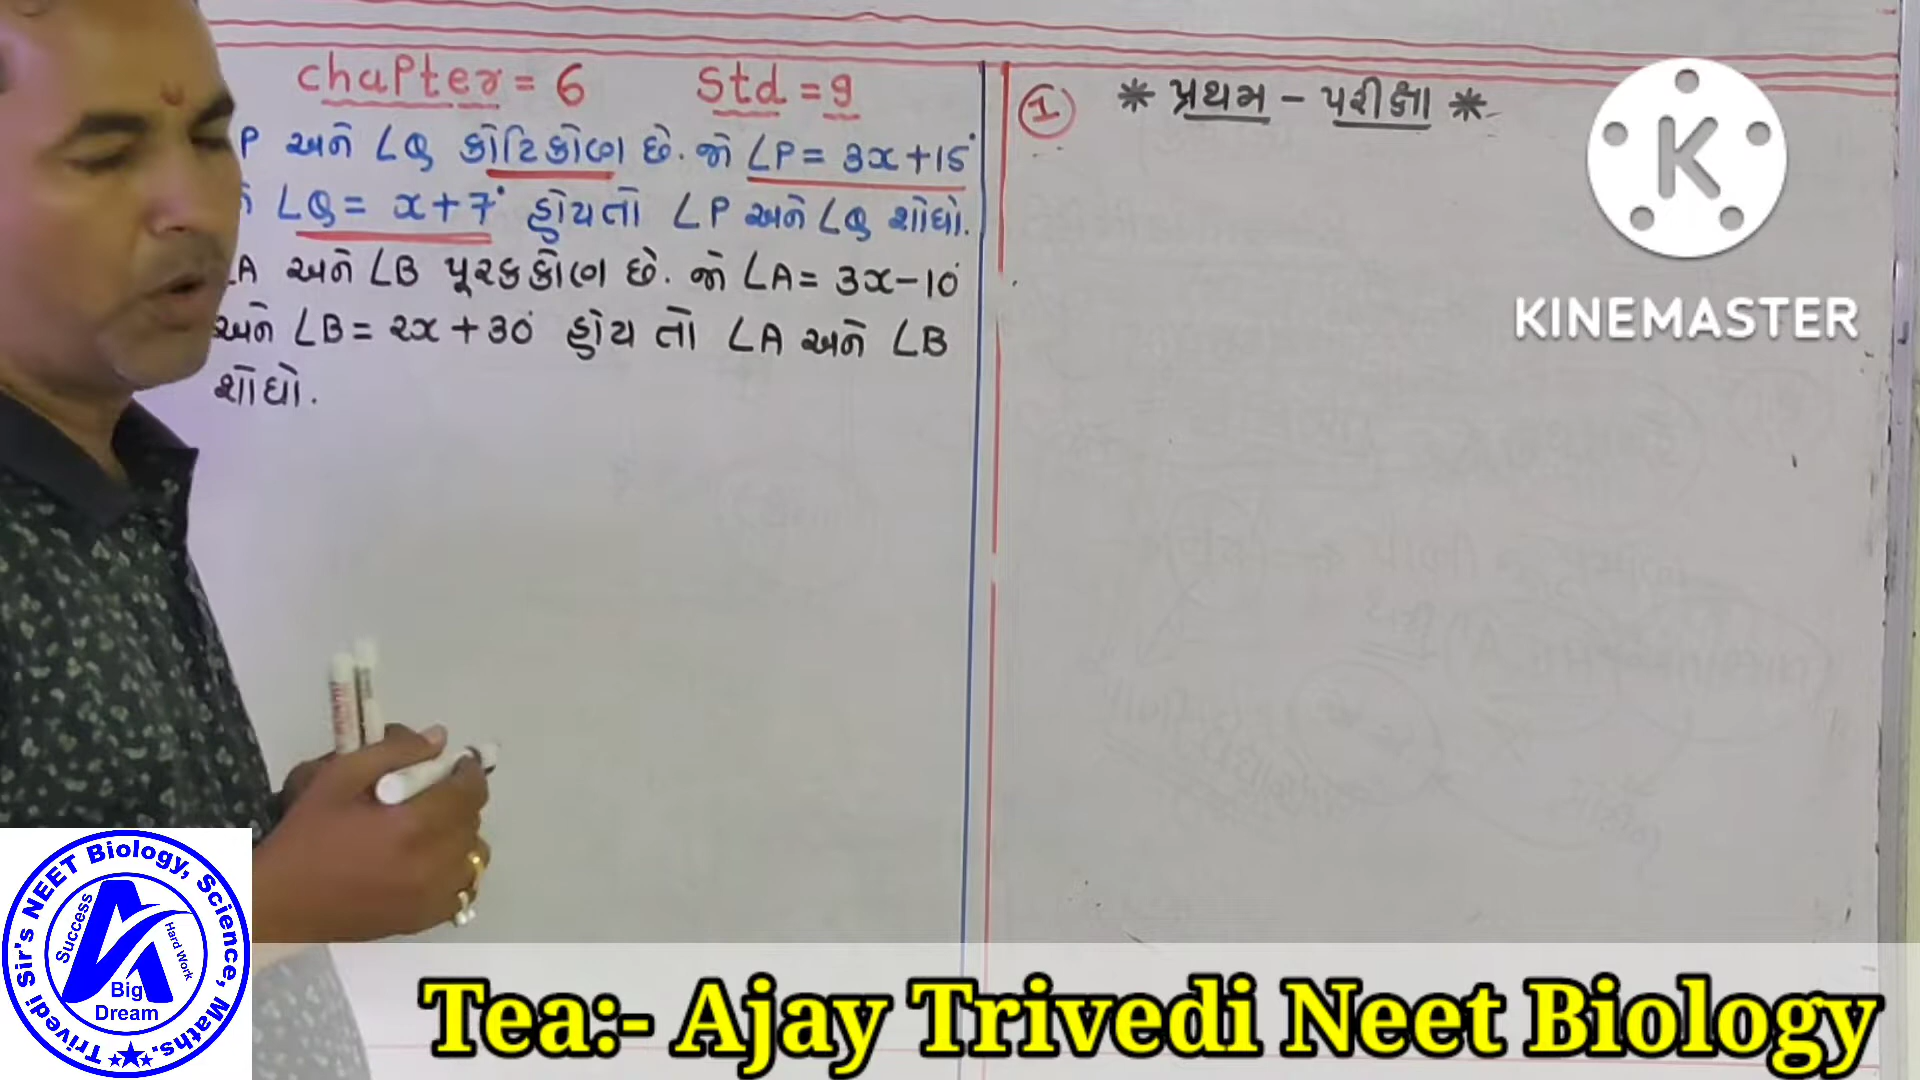 chapter = 6 Std = 9
P અને ∠Q કોટિકોણ છે. જો ∠P = 3x + 15°
∠Q = x + 7° હોય તો ∠P અને ∠Q શોધો.
∠A અને ∠B પૂરકકોણ છે. જો ∠A = 3x - 10°
અને ∠B = 2x + 30° હોય તો ∠A અને ∠B
શોધો.
1 * પ્રથમ - પરીક્ષા *
K
KINEMASTER
Trivedi Sir's NEET Biology, Science, Maths.
Success
Hard Work
Big
Dream
Tea:- Ajay Trivedi Neet Biology